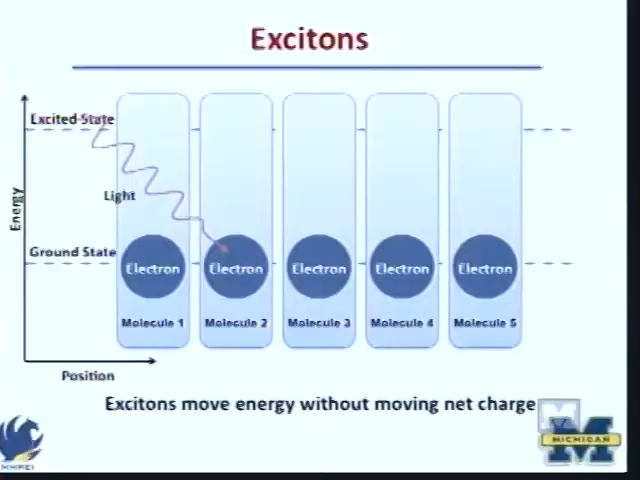 Excitons
Excited State
Light
Energy
Ground State
Electron Electron Electron Electron Electron
Molecule 1 Molecule 2 Molecule 3 Molecule 4 Molecule 5
Position
Excitons move energy without moving net charge
M
MICHIGAN